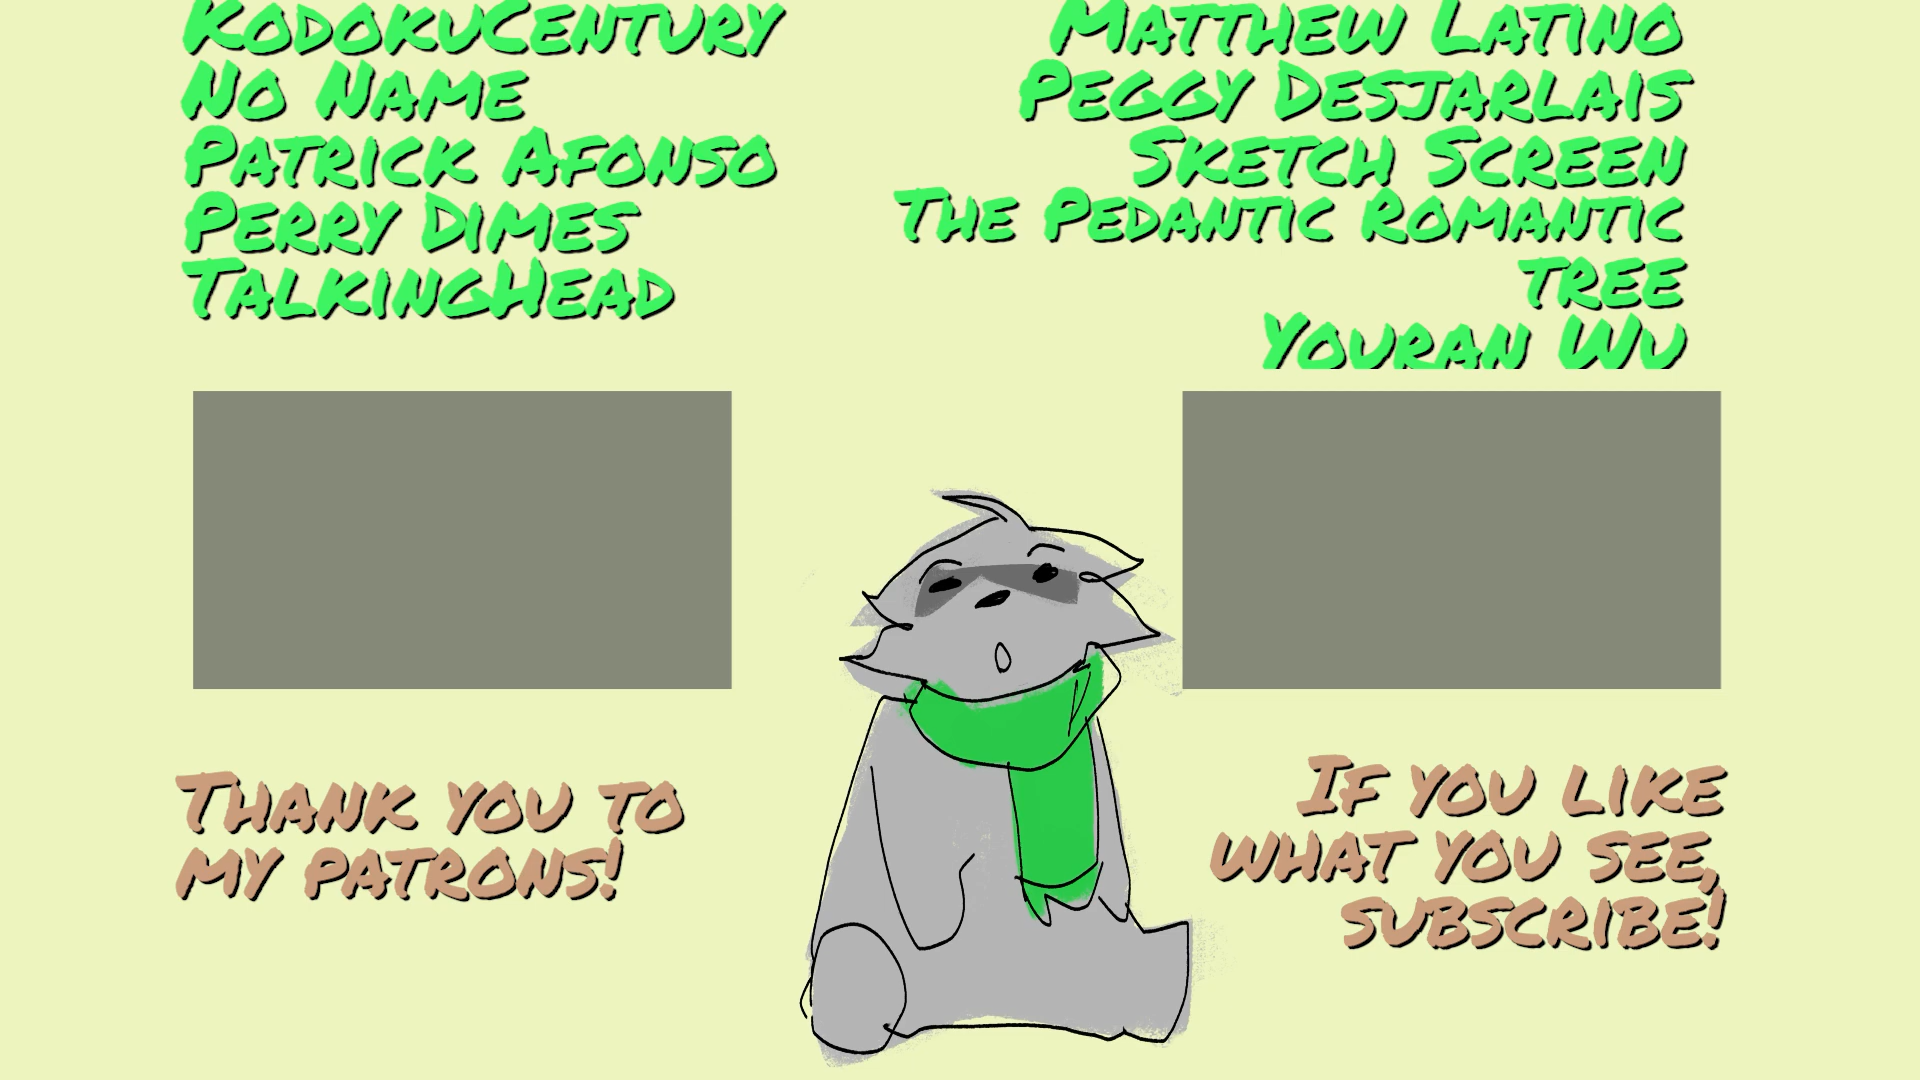 KodokuCentury
No Name
Patrick Afonso
Perry Dimes
TalkingHead
Matthew Latino
Peggy Desjarlais
Sketch Screen
The Pedantic Romantic
tree
Youran Wu
Thank you to
my patrons!
If you like
what you see,
subscribe!